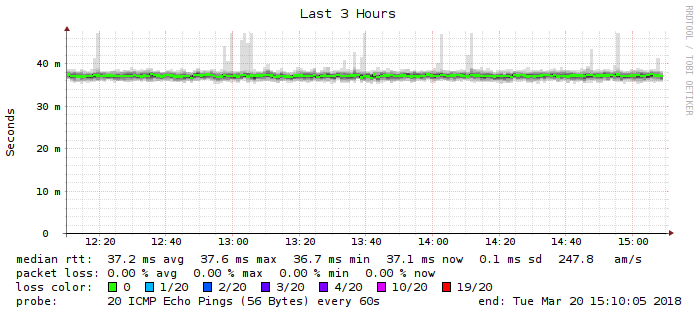 Last 3 Hours
RRDTOOL / TOBI OETIKER
Seconds
40 m
30 m
20 m
10 m
0
12:20 12:40 13:00 13:20 13:40 14:00 14:20 14:40 15:00
median rtt: 37.2 ms avg 37.6 ms max 36.7 ms min 37.1 ms now 0.1 ms sd 247.8 am/s
packet loss: 0.00 % avg 0.00 % max 0.00 % min 0.00 % now
loss color: 0 1/20 2/20 3/20 4/20 10/20 19/20
probe: 20 ICMP Echo Pings (56 Bytes) every 60s end: Tue Mar 20 15:10:05 2018